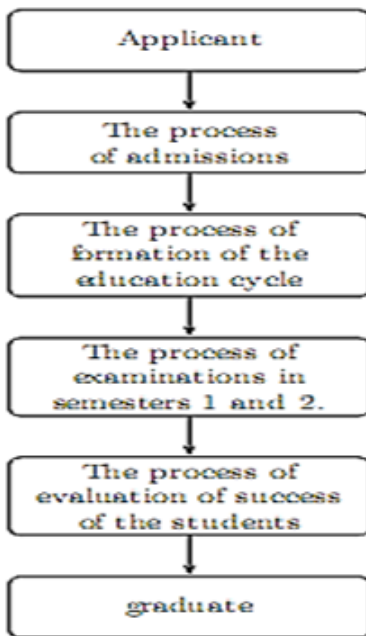 Applicant
The process
of admissions
The process of
formation of the
education cycle
The process of
examinations in
semesters 1 and 2.
The process of
evaluation of success
of the students
graduate